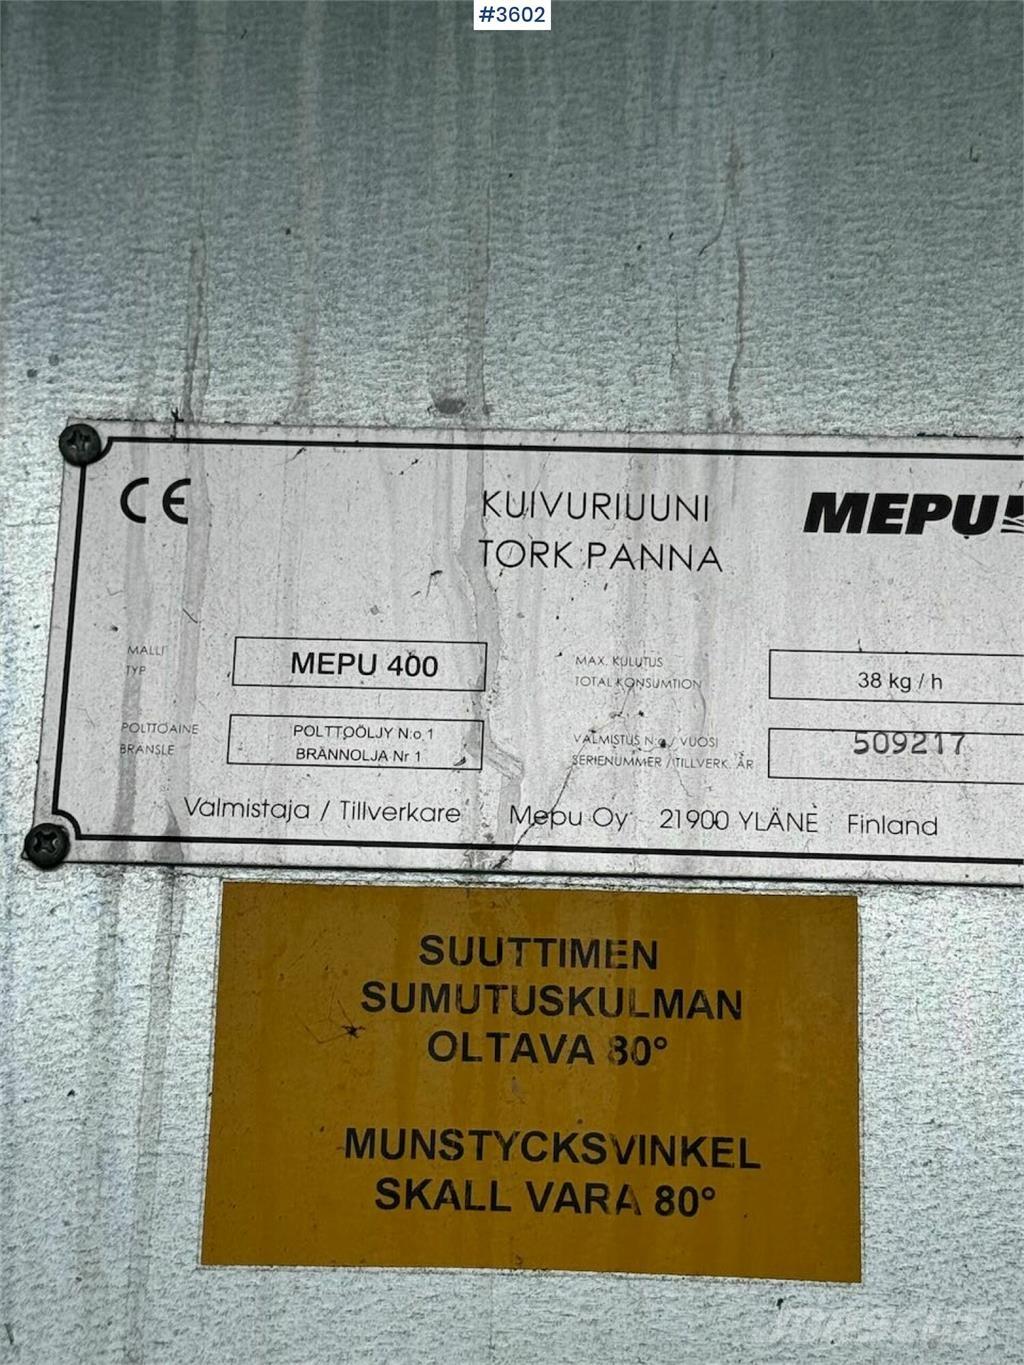 #3602
CE
KUIVURIUUNI
TORK PANNA
MEPU
MALLI
TYP
MEPU 400
MAX. KULUTUS
TOTAL KONSUMTION
38 kg / h
POLTTOAINE
BRÄNSLE
POLTTOÖLJY N:o 1
BRÄNNOLJA Nr 1
VALMISTUS N:o / VUOSI
SERIENUMMER / TILLVERK. ÅR
509217
Valmistaja / Tillverkare Mepu Oy 21900 YLÄNE Finland
SUUTTIMEN
SUMUTUSKULMAN
OLTAVA 80°
MUNSTYCKSVINKEL
SKALL VARA 80°